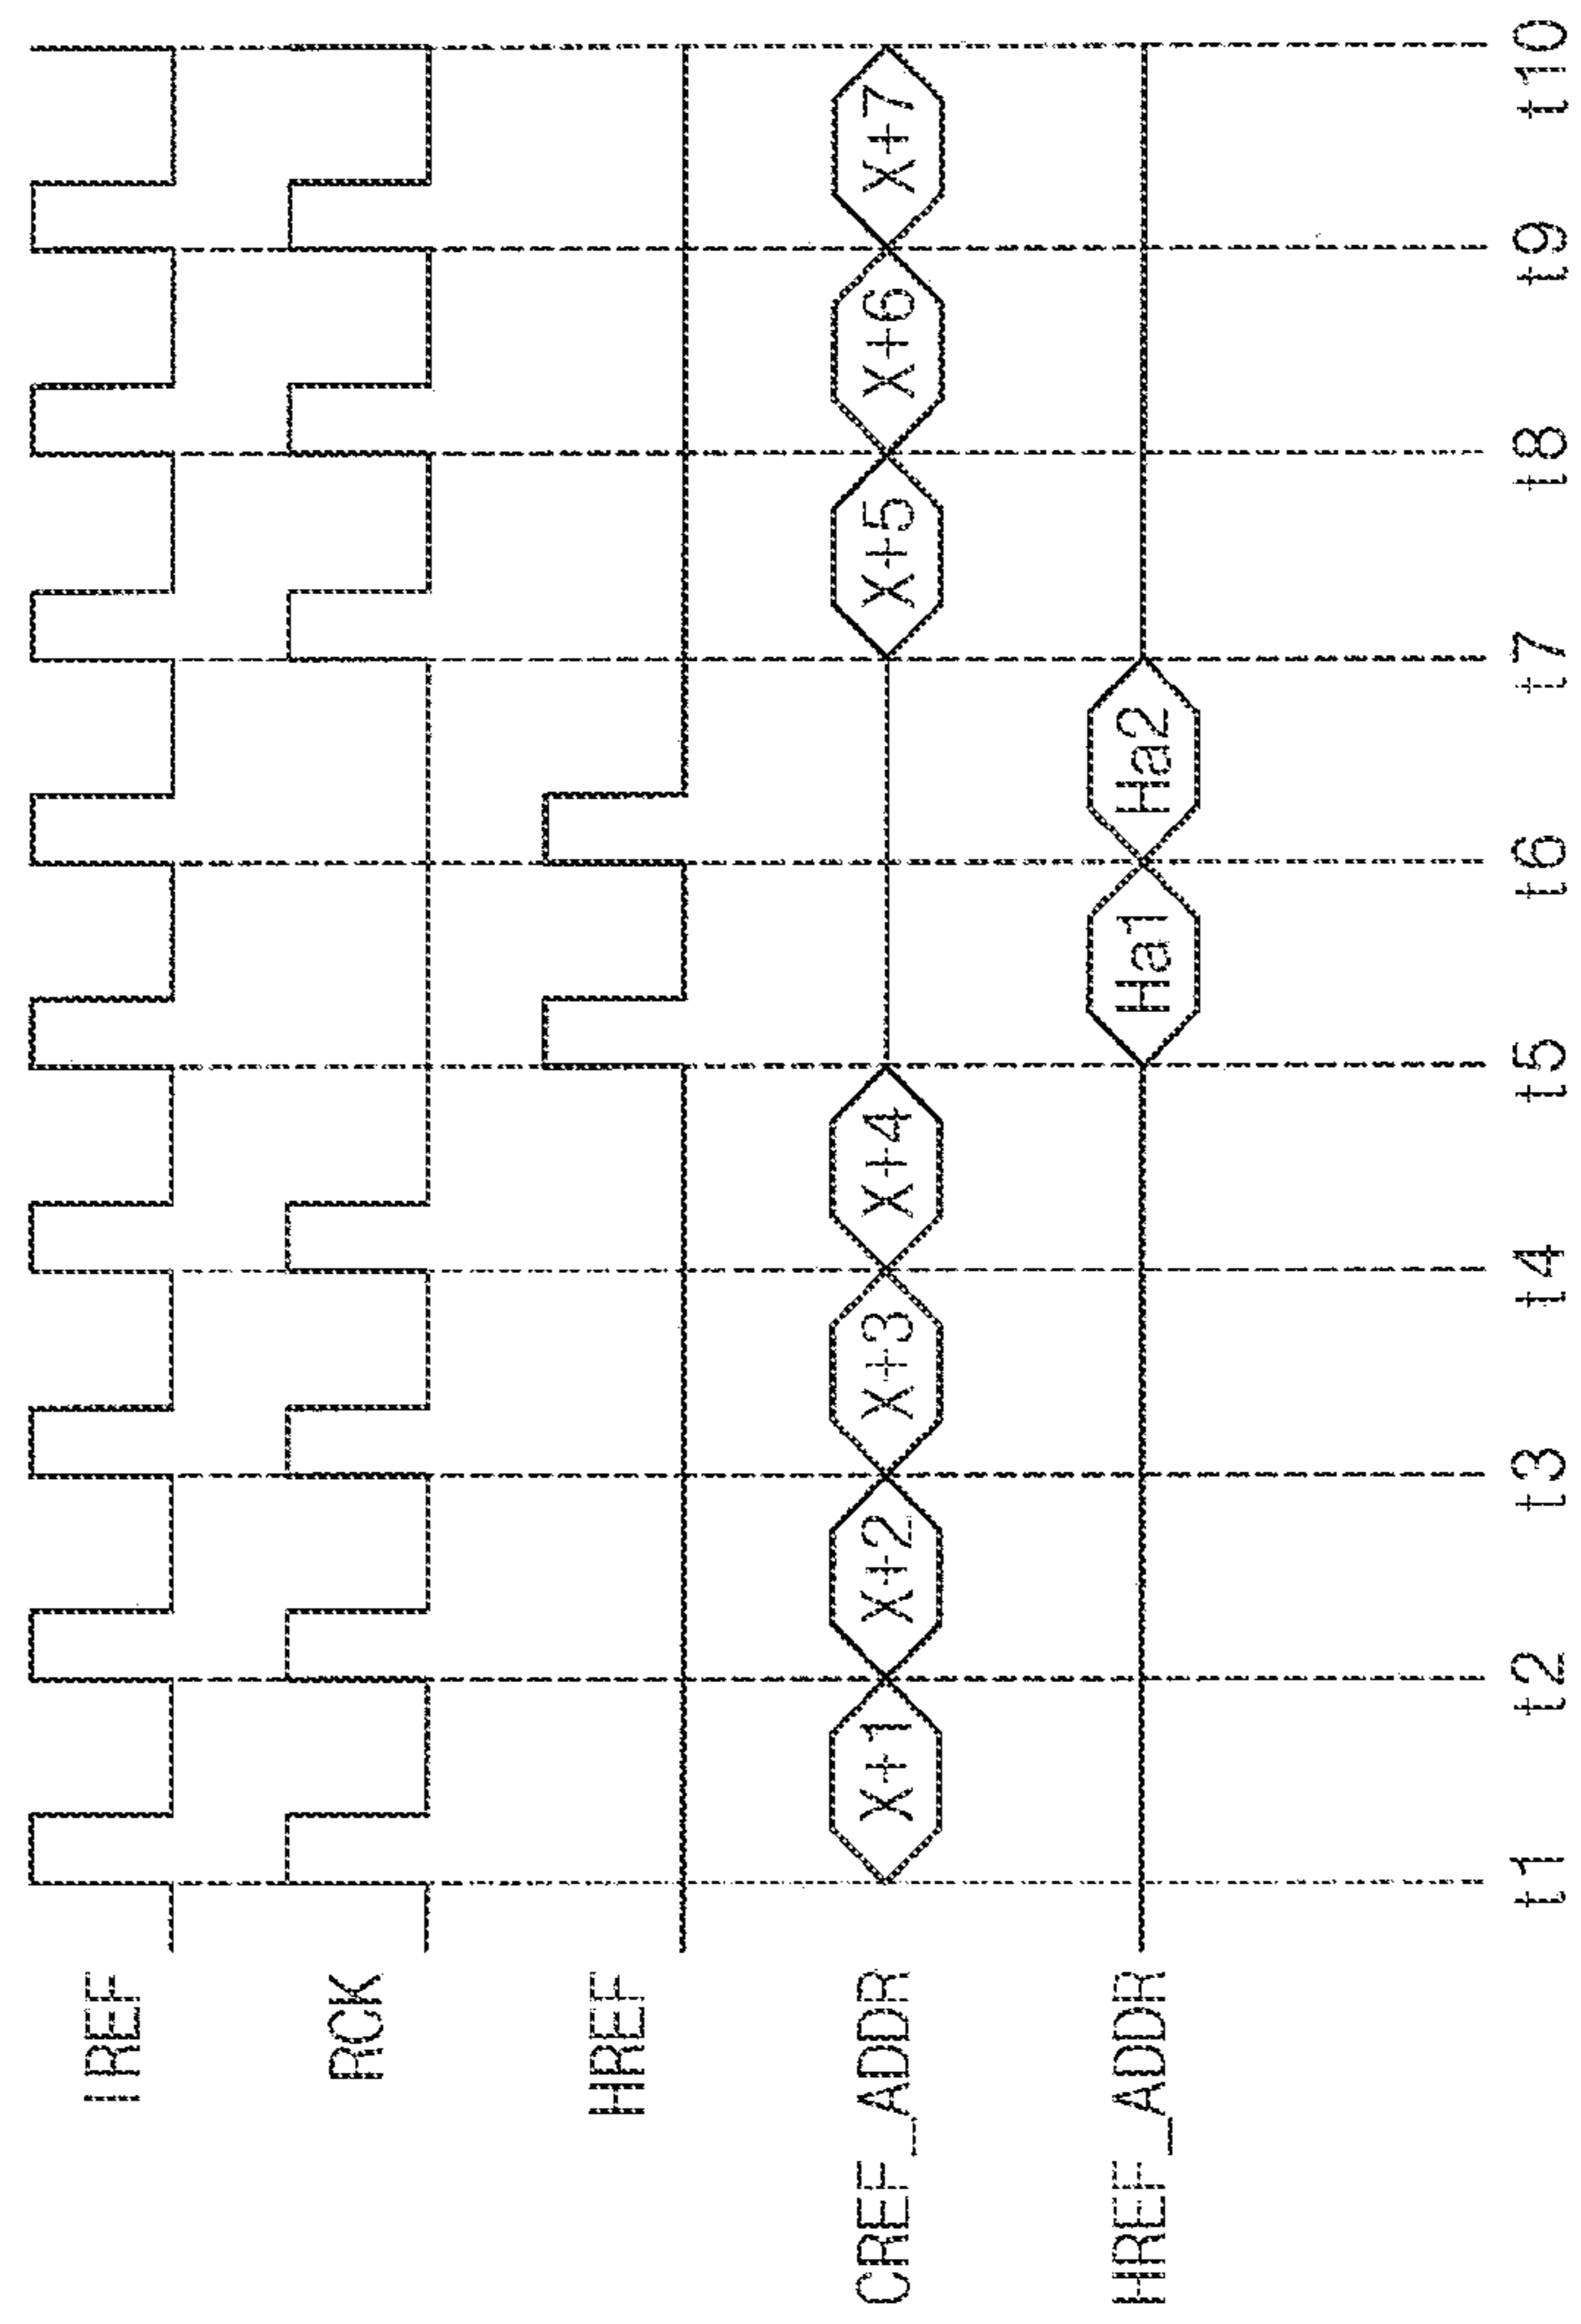 IREF
RCK
HREF
CREF_ADDR X+1 X+2 X+3 X+4 X+5 X+6 X+7
HREF_ADDR Ha1 Ha2
t1 t2 t3 t4 t5 t6 t7 t8 t9 t10